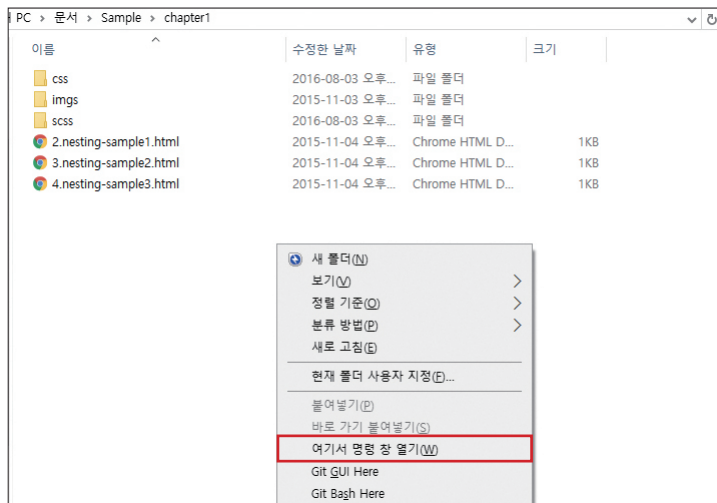 PC > 문서 > Sample > chapter1
이름 수정한 날짜 유형 크기
css 2016-08-03 오후... 파일 폴더
imgs 2015-11-03 오후... 파일 폴더
scss 2016-08-03 오후... 파일 폴더
2.nesting-sample1.html 2015-11-04 오후... Chrome HTML D... 1KB
3.nesting-sample2.html 2015-11-04 오후... Chrome HTML D... 1KB
4.nesting-sample3.html 2015-11-04 오후... Chrome HTML D... 1KB
새 폴더(N)
보기(V)
정렬 기준(O)
분류 방법(P)
새로 고침(E)
현재 폴더 사용자 지정(F)...
붙여넣기(P)
바로 가기 붙여넣기(S)
여기서 명령 창 열기(W)
Git GUI Here
Git Bash Here